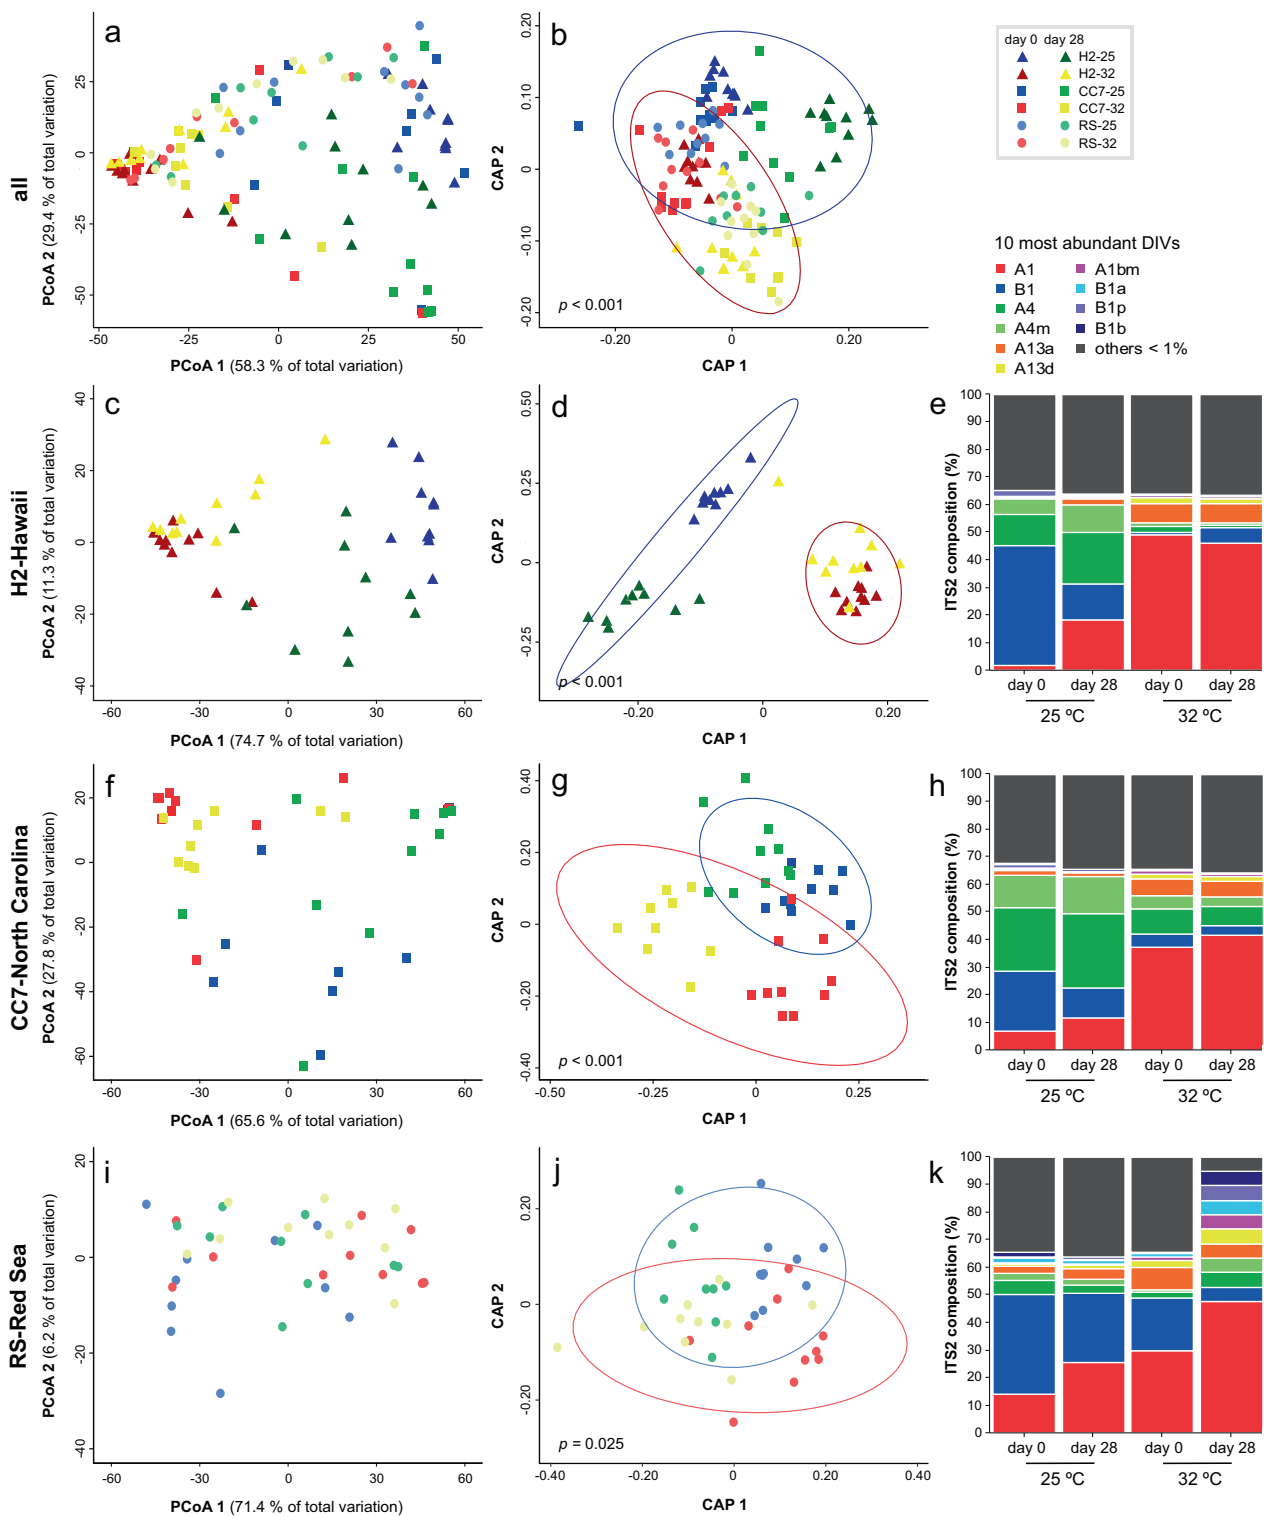 a
all
PCoA 2 (29.4 % of total variation)
25
0
-25
-50
-50
-25
0
25
50
PCoA 1 (58.3 % of total variation)
b
CAP 2
0.20
0.10
0
-0.10
-0.20
p < 0.001
-0.20
0
0.20
CAP 1
day 0 day 28
H2-25
H2-32
CC7-25
CC7-32
RS-25
RS-32
10 most abundant DIVs
A1
B1
A4
A4m
A13a
A13d
A1bm
B1a
B1p
B1b
others < 1%
c
H2-Hawaii
PCoA 2 (11.3 % of total variation)
40
20
0
-20
-40
-60
-30
0
30
60
PCoA 1 (74.7 % of total variation)
d
CAP 2
0.50
0.25
0
-0.25
p < 0.001
-0.20
0
0.20
CAP 1
e
ITS2 composition (%)
100
90
80
70
60
50
40
30
20
10
0
day 0 day 28 day 0 day 28
25 ºC 32 ºC
f
CC7-North Carolina
PCoA 2 (27.8 % of total variation)
20
0
-20
-40
-60
-60
-30
0
30
60
PCoA 1 (65.6 % of total variation)
g
CAP 2
0.40
0.20
0
-0.20
-0.40
p < 0.001
-0.50
-0.25
0
0.25
CAP 1
h
ITS2 composition (%)
100
90
80
70
60
50
40
30
20
10
0
day 0 day 28 day 0 day 28
25 ºC 32 ºC
i
RS-Red Sea
PCoA 2 (6.2 % of total variation)
20
0
20
40
-60
-30
0
30
60
PCoA 1 (71.4 % of total variation)
j
CAP 2
0.20
0
-0.20
p = 0.025
-0.40
-0.20
0
0.20
0.40
CAP 1
k
ITS2 composition (%)
100
90
80
70
60
50
40
30
20
10
0
day 0 day 28 day 0 day 28
25 ºC 32 ºC